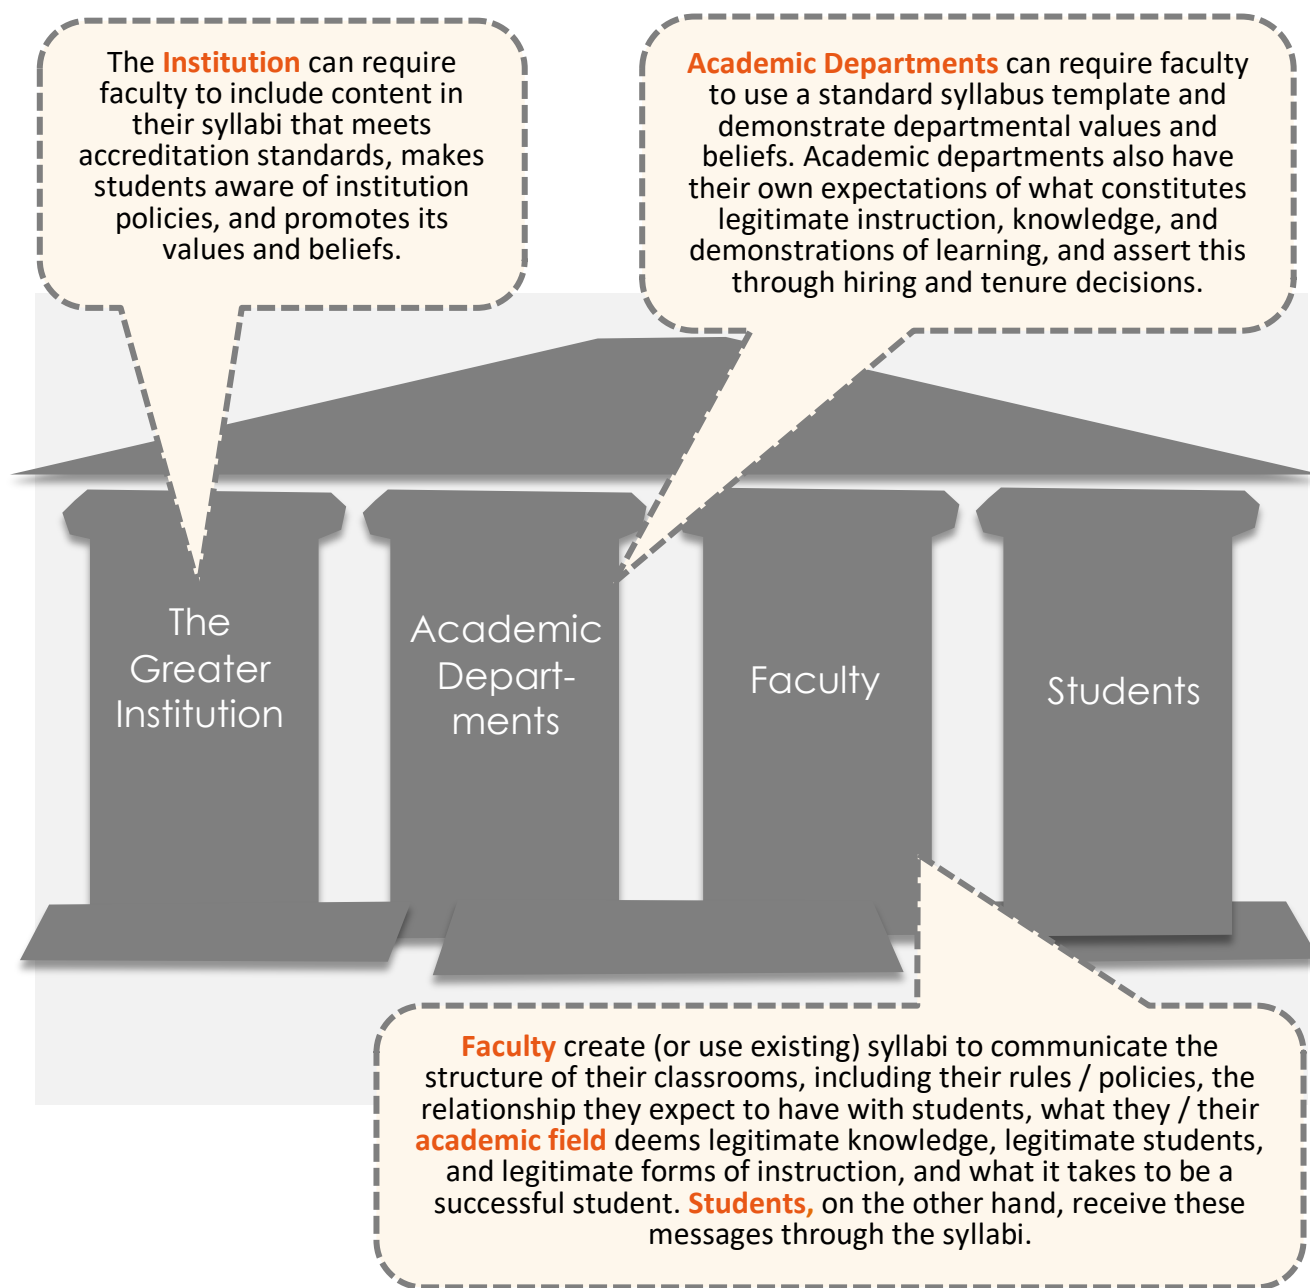 The Institution can require
faculty to include content in
their syllabi that meets
accreditation standards, makes
students aware of institution
policies, and promotes its
values and beliefs.
Academic Departments can require faculty
to use a standard syllabus template and
demonstrate departmental values and
beliefs. Academic departments also have
their own expectations of what constitutes
legitimate instruction, knowledge, and
demonstrations of learning, and assert this
through hiring and tenure decisions.
The
Greater
Institution
Academic
Depart-
ments
Faculty
Students
Faculty create (or use existing) syllabi to communicate the
structure of their classrooms, including their rules / policies, the
relationship they expect to have with students, what they / their
academic field deems legitimate knowledge, legitimate students,
and legitimate forms of instruction, and what it takes to be a
successful student. Students, on the other hand, receive these
messages through the syllabi.